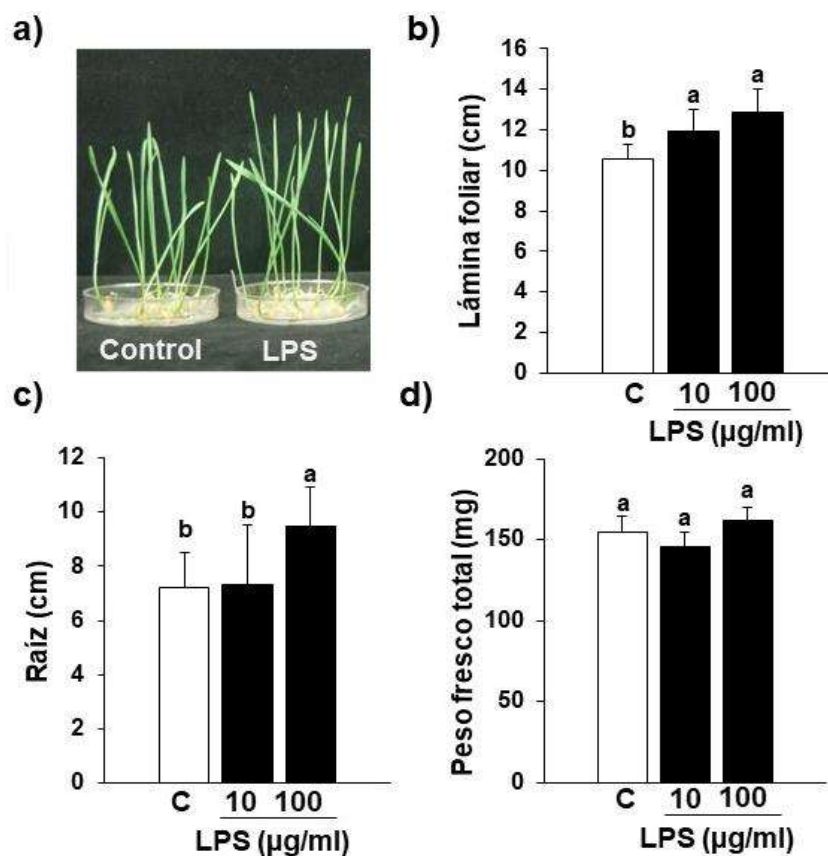 a)
Control LPS
b)
16
14
12
10
8
6
4
2
0
Lámina foliar (cm)
b a a
C 10 100
LPS (µg/ml)
c)
12
10
8
6
4
2
0
Raíz (cm)
b b a
C 10 100
LPS (µg/ml)
d)
200
150
100
50
0
Peso fresco total (mg)
a a a
C 10 100
LPS (µg/ml)